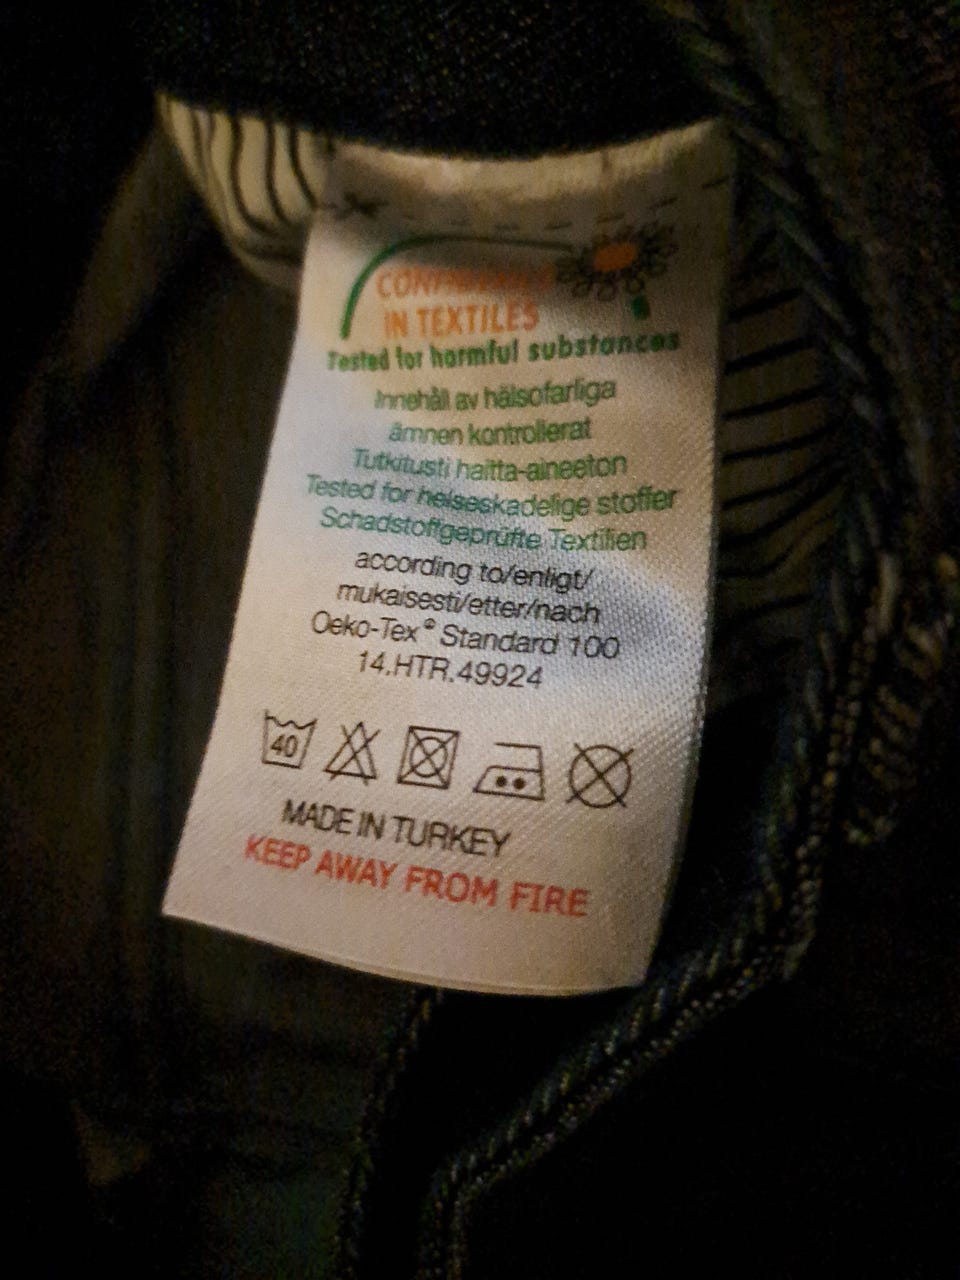 CONFIDENCE
IN TEXTILES
Tested for harmful substances
Innehåll av hälsofarliga
ämnen kontrollerat
Tutkitusti haitta-aineeton
Tested for helseskadelige stoffer
Schadstoffgeprüfte Textilien
according to/enligt/
mukaisesti/etter/nach
Oeko-Tex® Standard 100
14.HTR.49924
40
MADE IN TURKEY
KEEP AWAY FROM FIRE